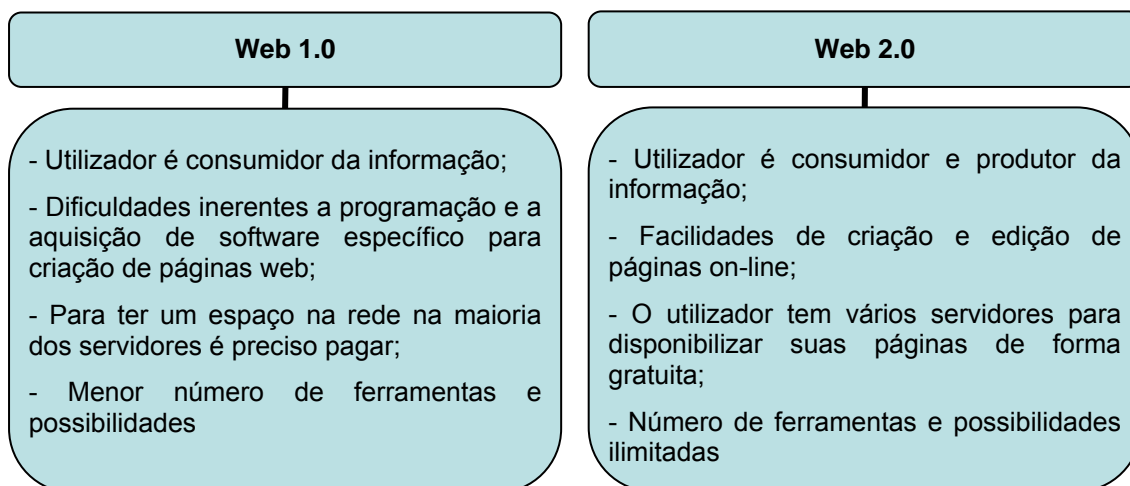 Web 1.0
- Utilizador é consumidor da informação;
- Dificuldades inerentes a programação e a
aquisição de software específico para
criação de páginas web;
- Para ter um espaço na rede na maioria
dos servidores é preciso pagar;
- Menor número de ferramentas e
possibilidades
Web 2.0
- Utilizador é consumidor e produtor da
informação;
- Facilidades de criação e edição de
páginas on-line;
- O utilizador tem vários servidores para
disponibilizar suas páginas de forma
gratuita;
- Número de ferramentas e possibilidades
ilimitadas